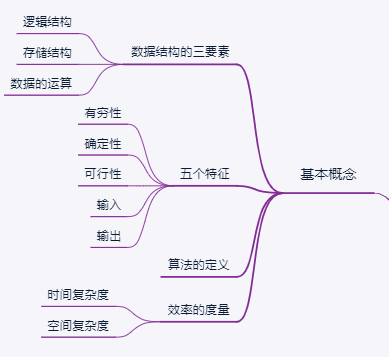 逻辑结构
存储结构
数据的运算
数据结构的三要素
有穷性
确定性
可行性
输入
输出
五个特征
基本概念
算法的定义
时间复杂度
空间复杂度
效率的度量